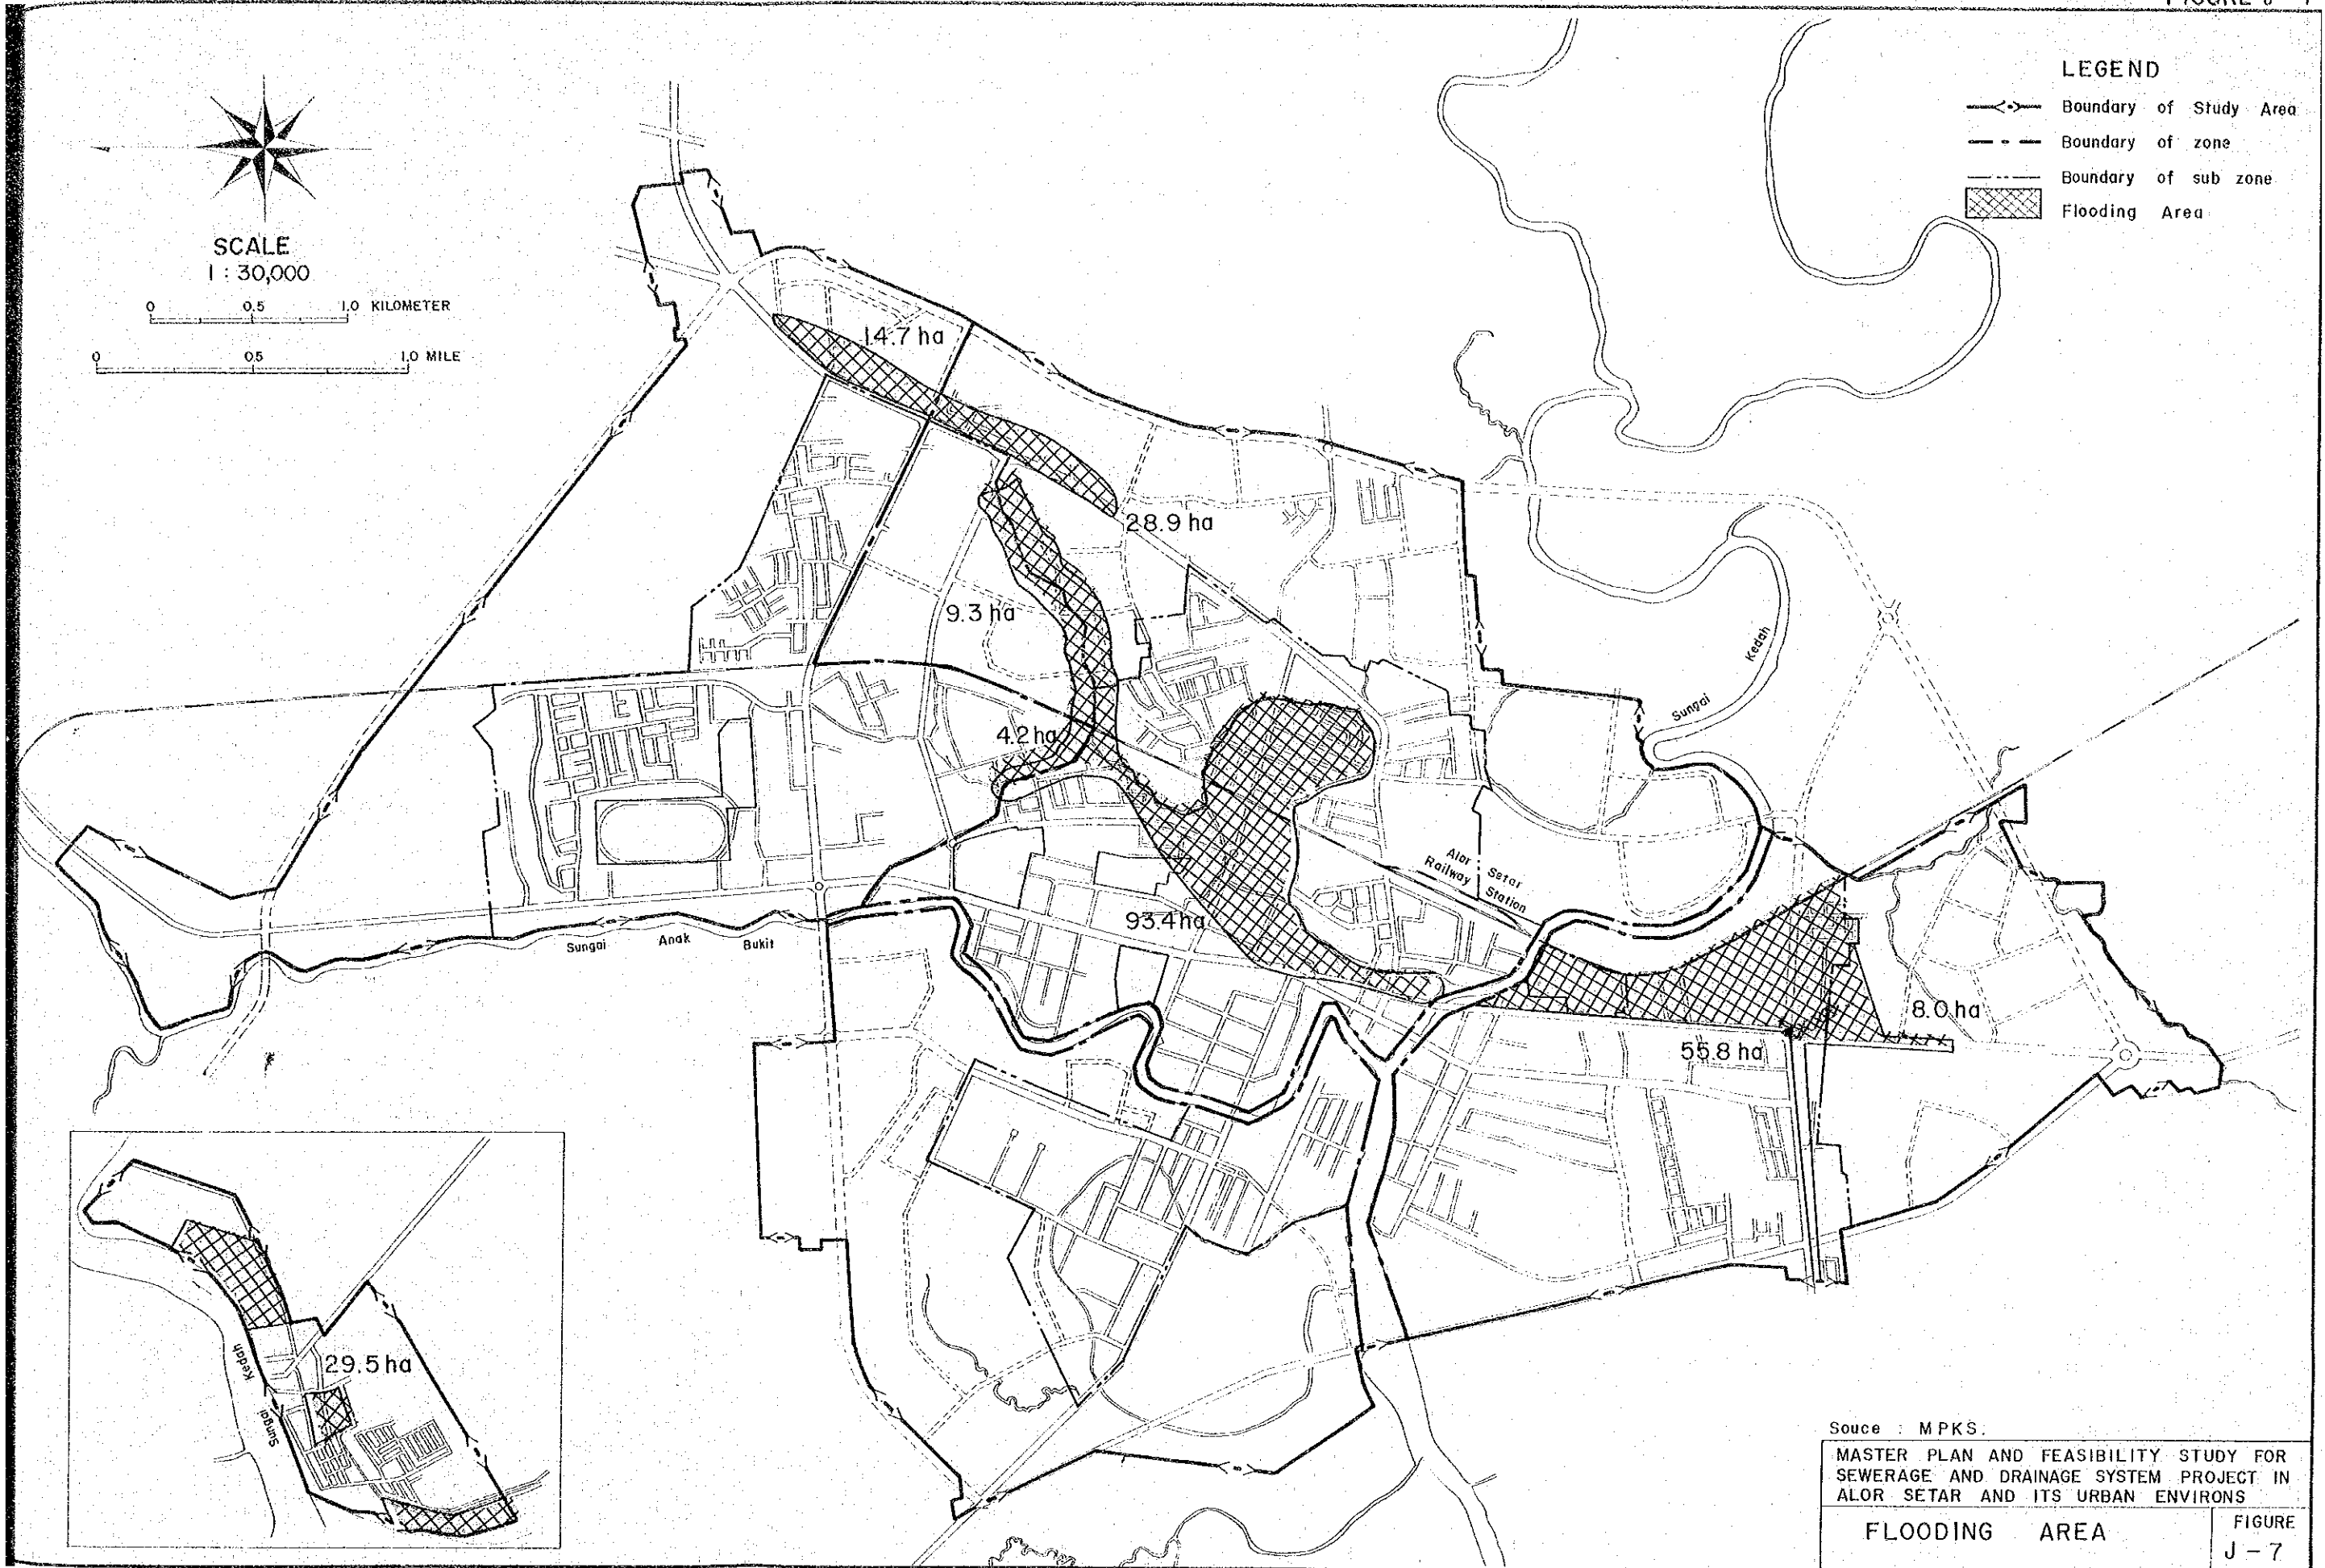 LEGEND
Boundary of Study Area
Boundary of zone
Boundary of sub zone
Flooding Area
SCALE
1 : 30,000
0 0.5 1.0 KILOMETER
0 0.5 1.0 MILE
14.7 ha
28.9 ha
9.3 ha
4.2 ha
93.4 ha
Alor Setar
Railway Station
Sungai Kedah
Sungai Anak Bukit
8.0 ha
55.8 ha
29.5 ha
Sungai Kedah
Souce : MPKS.
MASTER PLAN AND FEASIBILITY STUDY FOR
SEWERAGE AND DRAINAGE SYSTEM PROJECT IN
ALOR SETAR AND ITS URBAN ENVIRONS
FLOODING AREA
FIGURE
J - 7